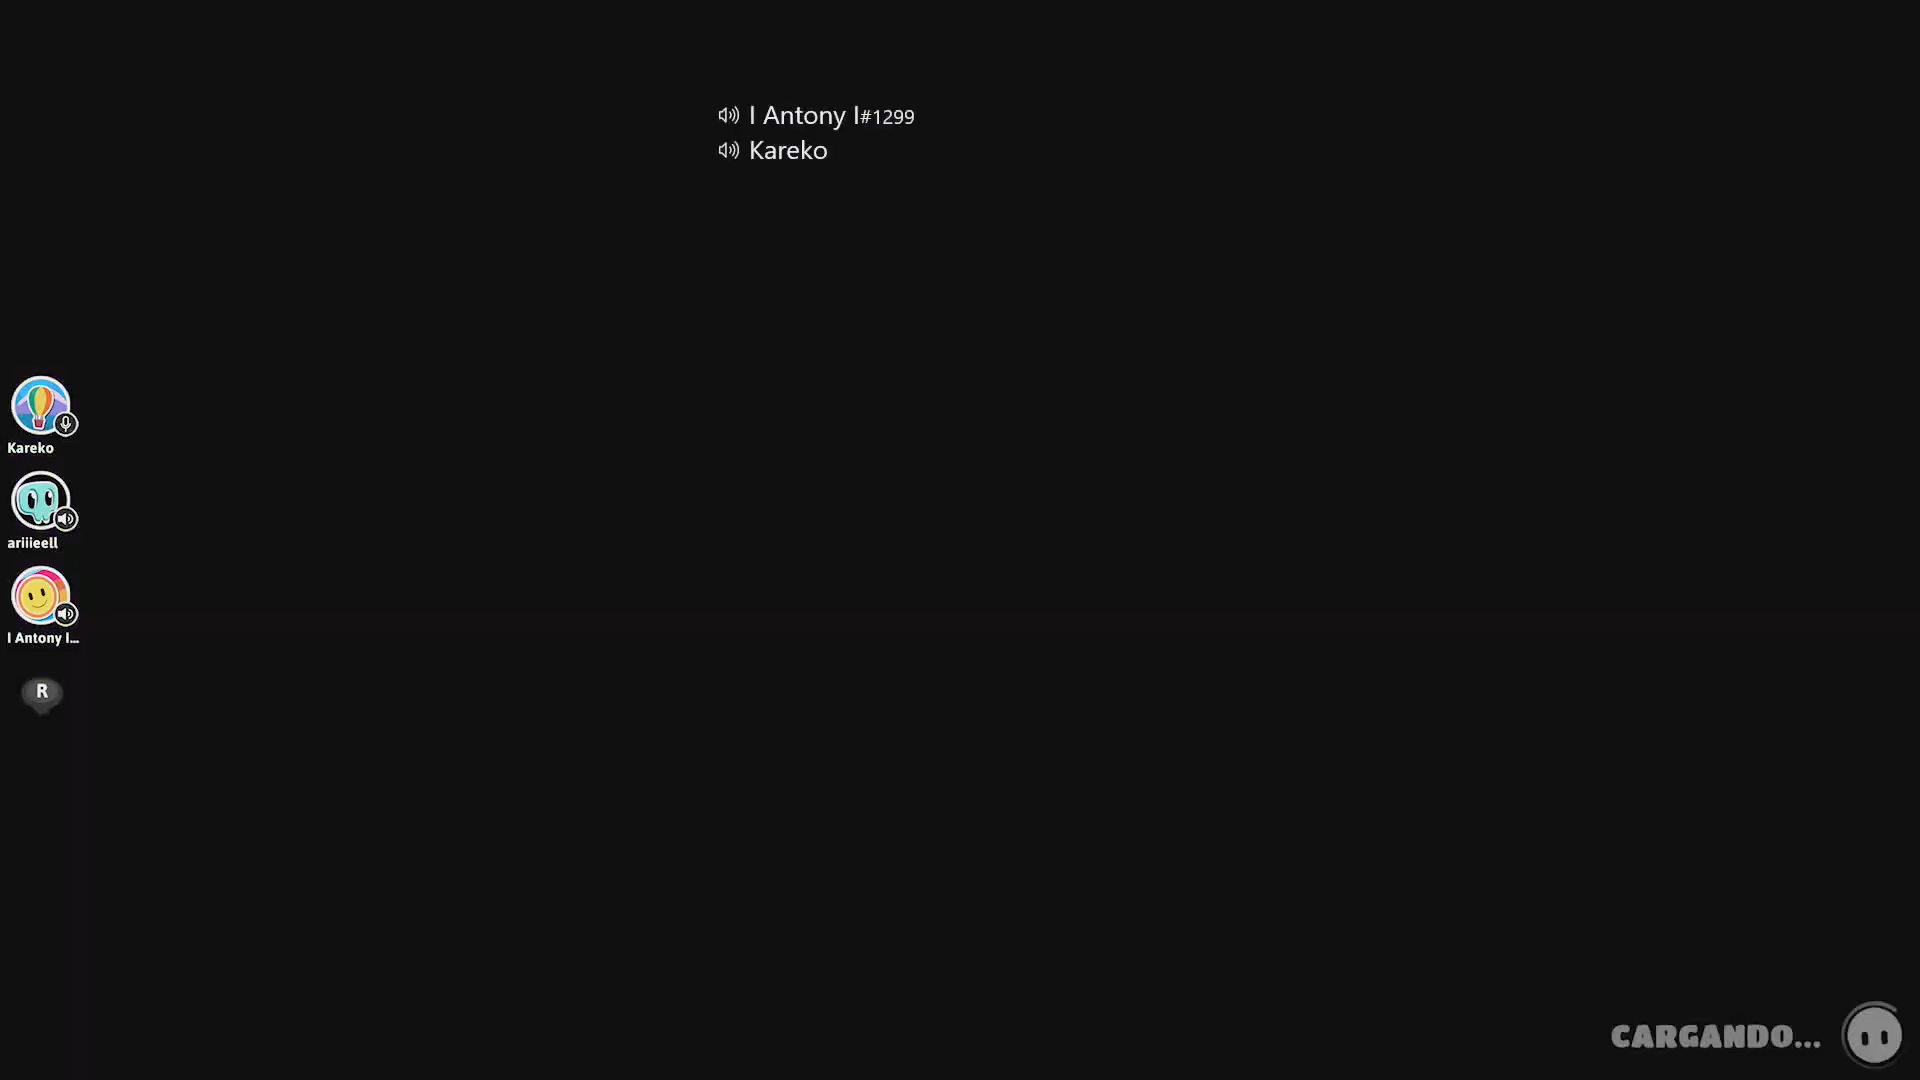 I Antony I#1299
Kareko
Kareko
ariiieell
I Antony I...
R
CARGANDO...